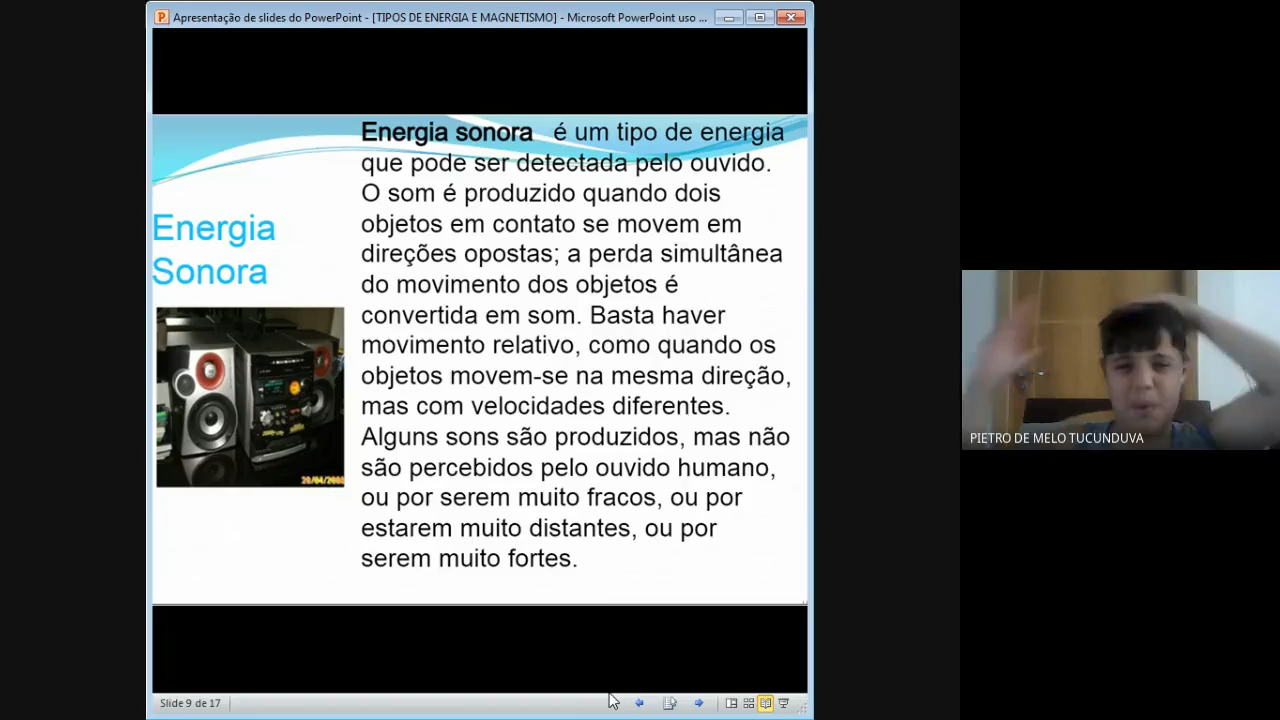 Apresentação de slides do PowerPoint - [TIPOS DE ENERGIA E MAGNETISMO] - Microsoft PowerPoint uso ...
Energia
Sonora
Energia sonora é um tipo de energia
que pode ser detectada pelo ouvido.
O som é produzido quando dois
objetos em contato se movem em
direções opostas; a perda simultânea
do movimento dos objetos é
convertida em som. Basta haver
movimento relativo, como quando os
objetos movem-se na mesma direção,
mas com velocidades diferentes.
Alguns sons são produzidos, mas não
são percebidos pelo ouvido humano,
ou por serem muito fracos, ou por
estarem muito distantes, ou por
serem muito fortes.
PIETRO DE MELO TUCUNDUVA
Slide 9 de 17